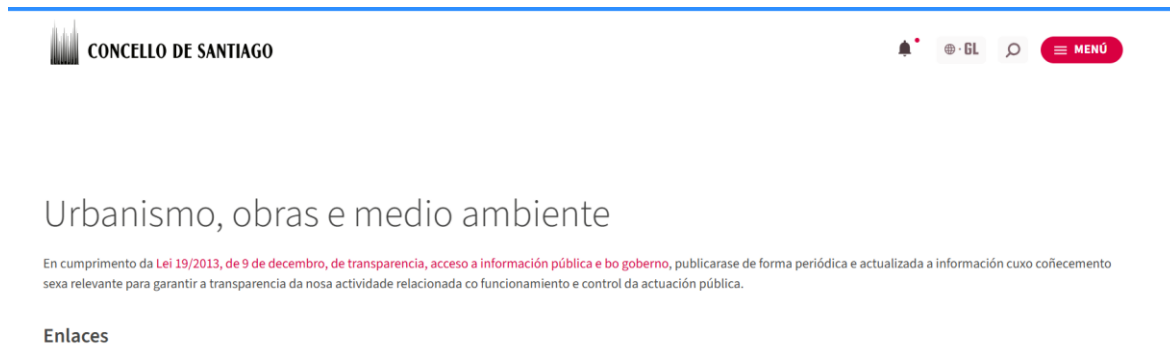 CONCELLO DE SANTIAGO
· GL
MENÚ
Urbanismo, obras e medio ambiente
En cumprimento da Lei 19/2013, de 9 de decembro, de transparencia, acceso a información pública e bo goberno, publicarase de forma periódica e actualizada a información cuxo coñecemento
sexa relevante para garantir a transparencia da nosa actividade relacionada co funcionamiento e control da actuación pública.
Enlaces